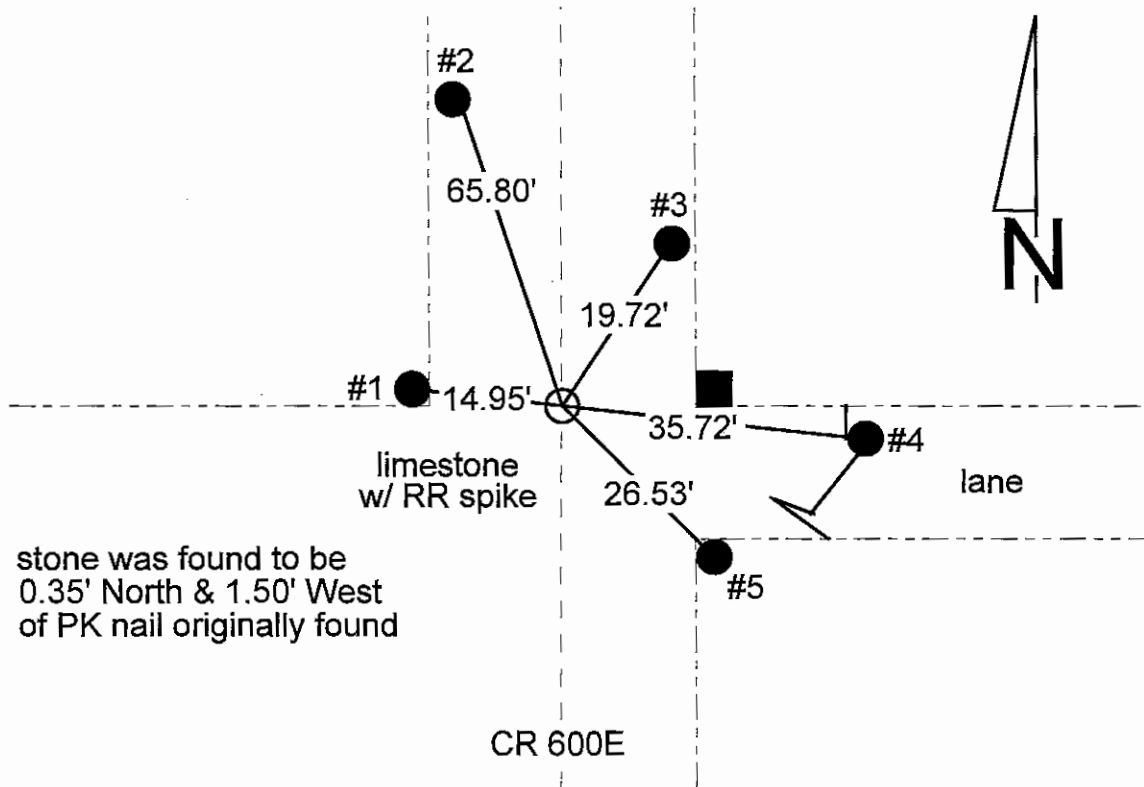 #2
65.80'
#3
19.72'
N
#1
14.95'
35.72'
#4
limestone
w/ RR spike
26.53'
lane
stone was found to be
0.35' North & 1.50' West
of PK nail originally found
#5
CR 600E